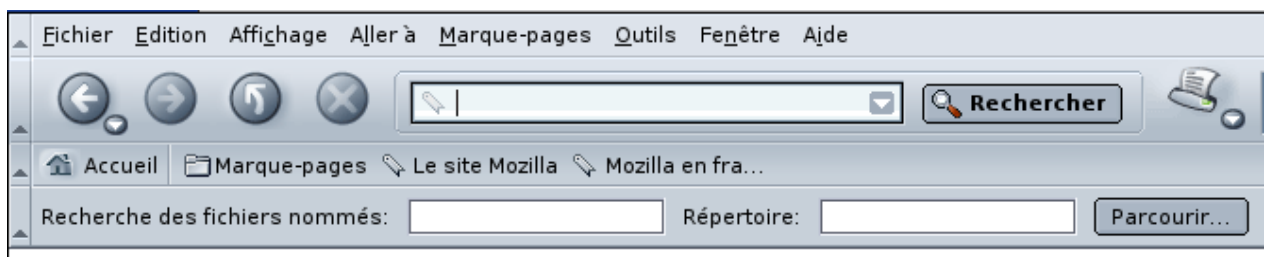 Fichier Edition Affichage Aller à Marque-pages Outils Fenêtre Aide
Rechercher
Accueil Marque-pages Le site Mozilla Mozilla en fra...
Recherche des fichiers nommés: Répertoire: Parcourir...